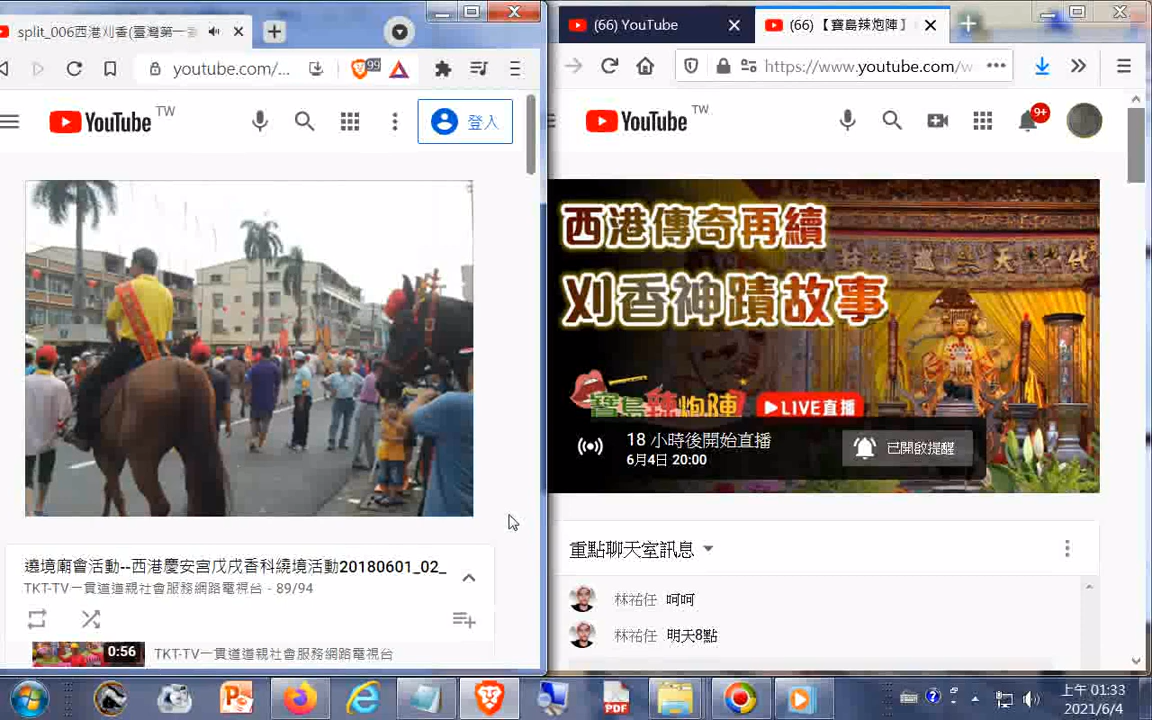 split_006西港刈香(臺灣第一
youtube.com/...
99
YouTube TW
登入
遶境廟會活動--西港慶安宮戊戌香科繞境活動20180601_02_
TKT-TV一貫道道親社會服務網路電視台 - 89/94
0:56
TKT-TV一貫道道親社會服務網路電視台
(66) YouTube
(66) 【寶島辣炮陣】
https://www.youtube.com/w
YouTube TW
9+
西港傳奇再續
刈香神蹟故事
寶島辣炮陣
LIVE直播
18 小時後開始直播
6月4日 20:00
已開啟提醒
重點聊天室訊息
林祐任 呵呵
林祐任 明天8點
PDF
上午 01:33
2021/6/4